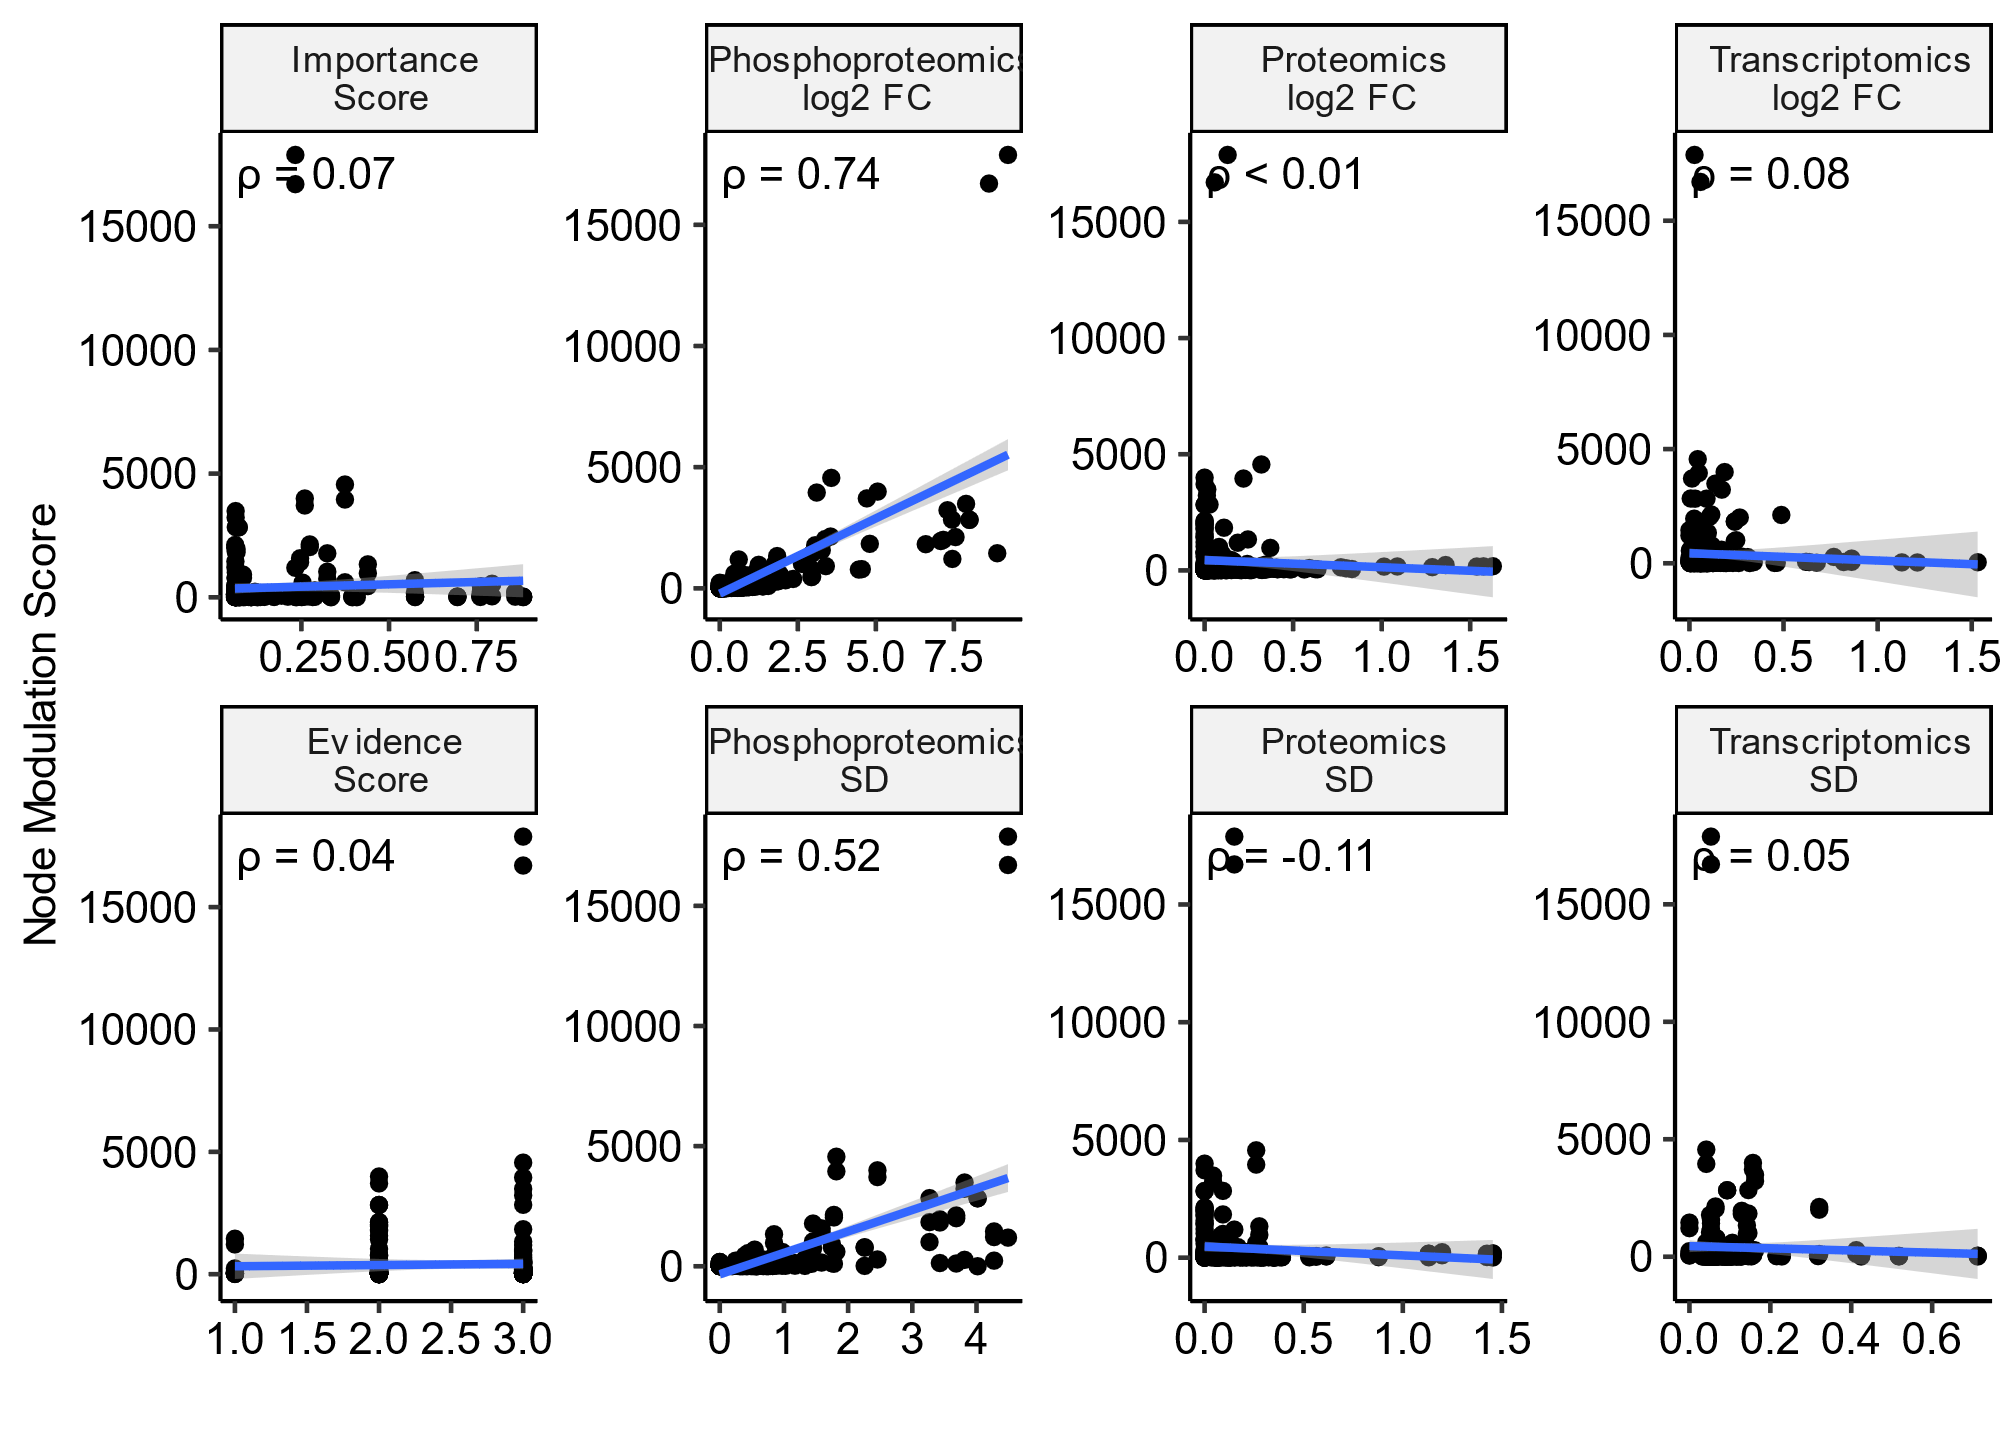 Importance
Score
Phosphoproteomics
log2 FC
Proteomics
log2 FC
Transcriptomics
log2 FC
ρ = 0.07
ρ = 0.74
ρ < 0.01
ρ = 0.08
15000
10000
5000
0
15000
10000
5000
0
15000
10000
5000
0
15000
10000
5000
0
0.25 0.50 0.75
0.0 2.5 5.0 7.5
0.0 0.5 1.0 1.5
0.0 0.5 1.0 1.5
Node Modulation Score
Evidence
Score
Phosphoproteomics
SD
Proteomics
SD
Transcriptomics
SD
ρ = 0.04
ρ = 0.52
ρ = -0.11
ρ = 0.05
15000
10000
5000
0
15000
10000
5000
0
15000
10000
5000
0
15000
10000
5000
0
1.0 1.5 2.0 2.5 3.0
0 1 2 3 4
0.0 0.5 1.0 1.5
0.0 0.2 0.4 0.6